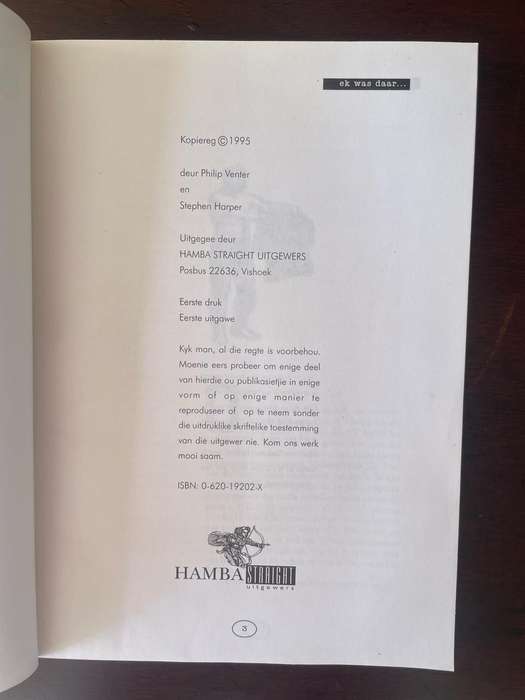 ek was daar...
Kopiereg ©1995
deur Philip Venter
en
Stephen Harper
Uitgegee deur
HAMBA STRAIGHT UITGEWERS
Posbus 22636, Vishoek
Eerste druk
Eerste uitgawe
Kyk man, al die regte is voorbehou.
Moenie eers probeer om enige deel
van hierdie ou publikasietjie in enige
vorm of op enige manier te
reproduseer of op te neem sonder
die uitdruklike skriftelike toestemming
van die uitgewer nie. Kom ons werk
mooi saam.
ISBN: 0-620-19202-X
HAMBA STRAIGHT
uitgewers
3